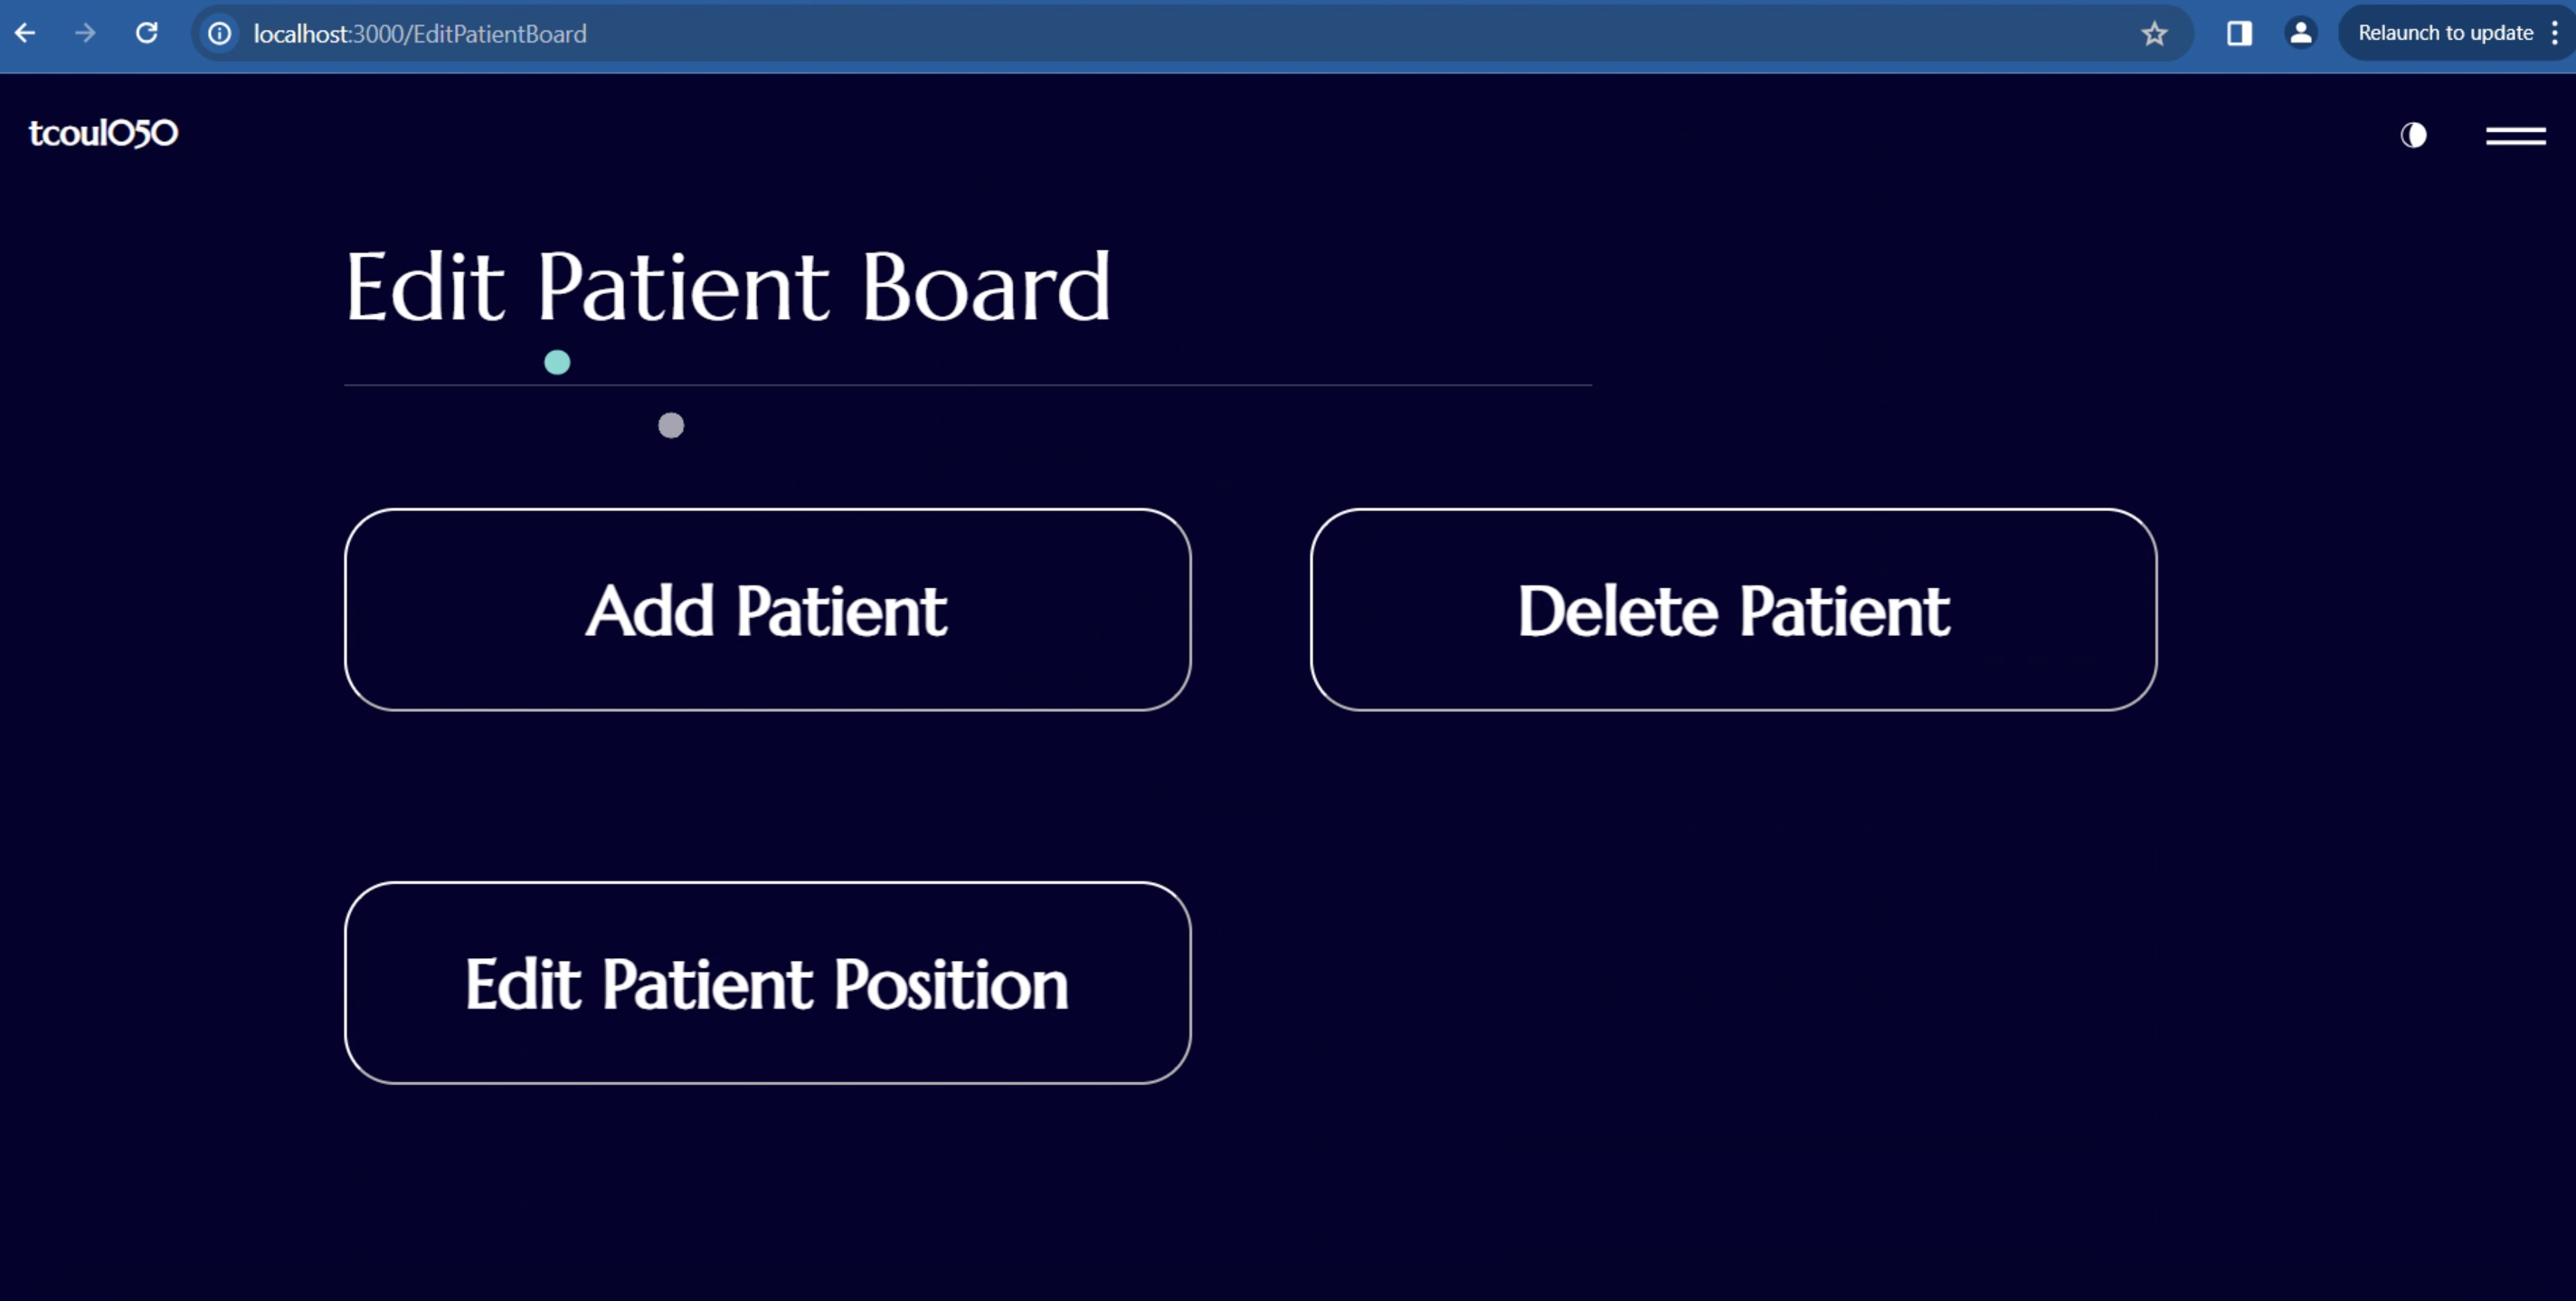 localhost:3000/EditPatientBoard
Relaunch to update
tcoul050
Edit Patient Board
Add Patient
Delete Patient
Edit Patient Position